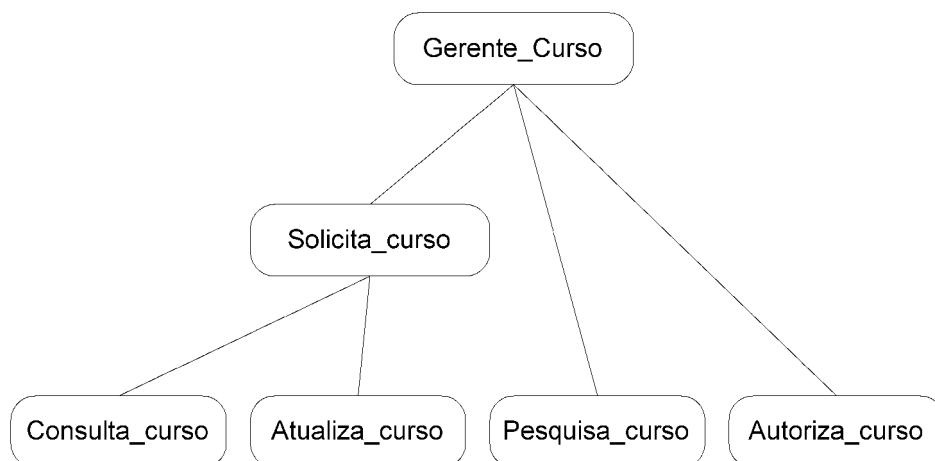 Gerente_Curso
Solicita_curso
Consulta_curso
Atualiza_curso
Pesquisa_curso
Autoriza_curso